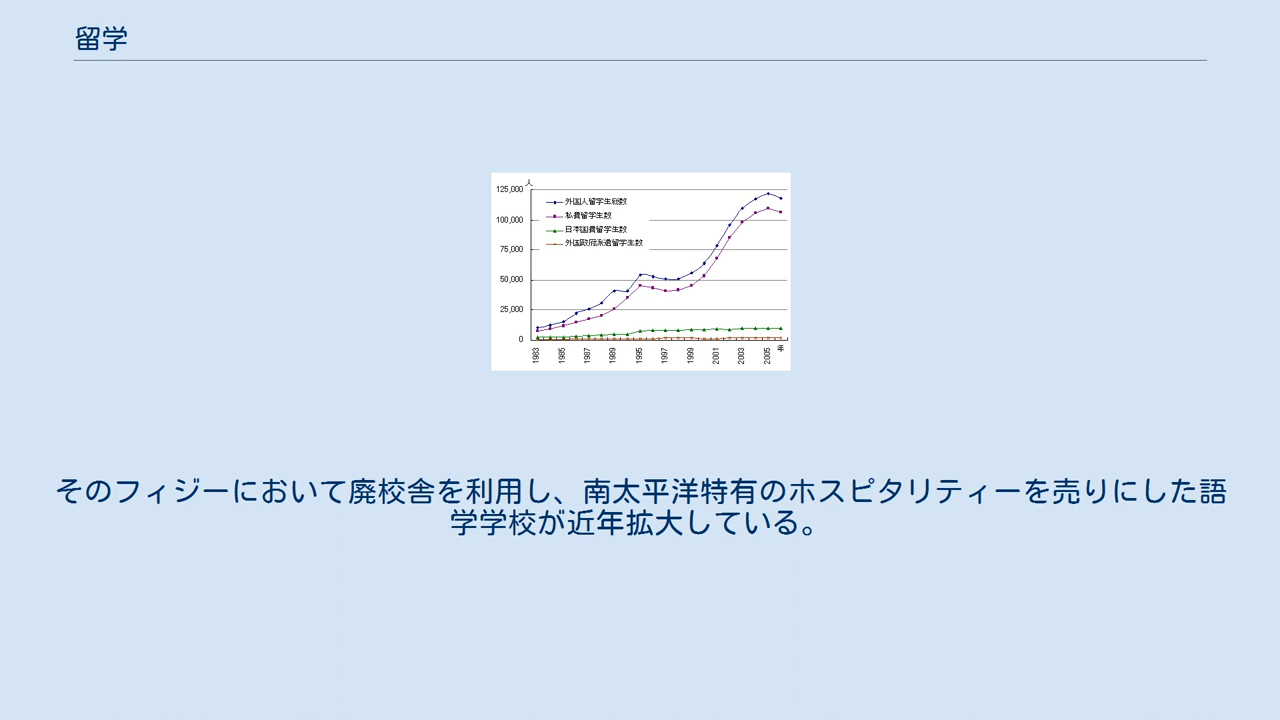 留学
人
125,000
100,000
75,000
50,000
25,000
0
外国人留学生総数
私費留学生数
日本国費留学生数
外国政府派遣留学生数
1983
1985
1987
1989
1995
1997
1999
2001
2003
2005
年
そのフィジーにおいて廃校舎を利用し、南太平洋特有のホスピタリティーを売りにした語
学学校が近年拡大している。